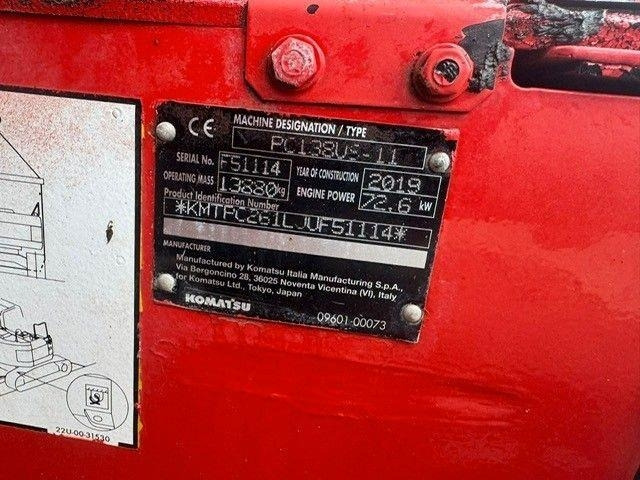 CE
MACHINE DESIGNATION / TYPE
PC138US-11
SERIAL No. F51114 YEAR OF CONSTRUCTION 2019
OPERATING MASS 13880kg ENGINE POWER 72.6 kW
Product Identification Number
*KMTPC261LJUF51114*
MANUFACTURER
Manufactured by Komatsu Italia Manufacturing S.p.A.,
Via Bergoncino 28, 36025 Noventa Vicentina (VI), Italy
for Komatsu Ltd., Tokyo, Japan
KOMATSU
09601-00073
22U-00-31530